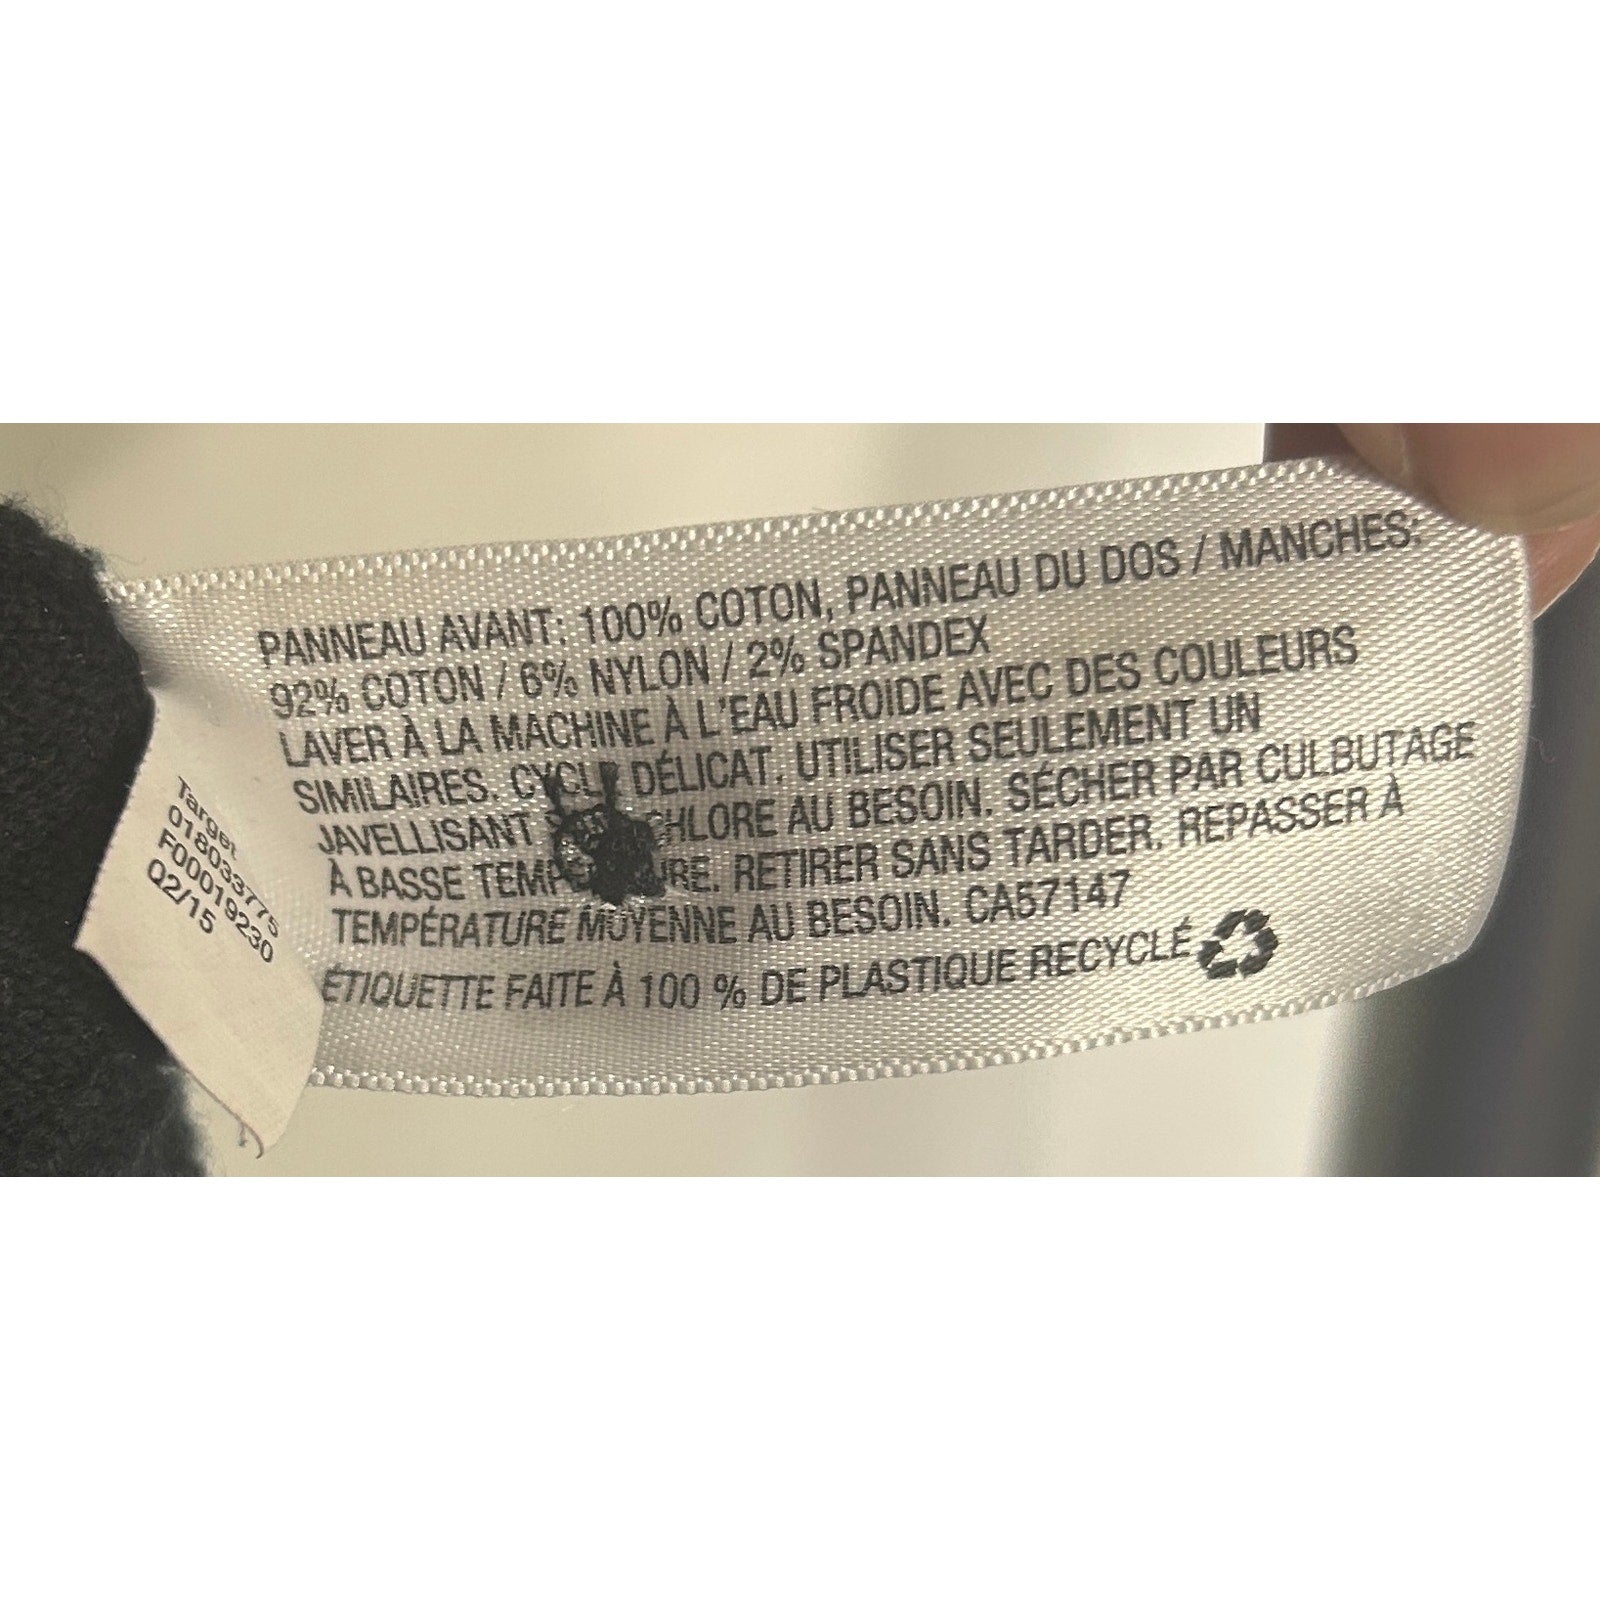 PANNEAU AVANT: 100% COTON, PANNEAU DU DOS / MANCHES:
92% COTON / 6% NYLON / 2% SPANDEX
LAVER À LA MACHINE À L'EAU FROIDE AVEC DES COULEURS
SIMILAIRES. CYCLE DÉLICAT. UTILISER SEULEMENT UN
JAVELLISANT CHLORE AU BESOIN. SÉCHER PAR CULBUTAGE
À BASSE TEMPÉRATURE. RETIRER SANS TARDER. REPASSER À
TEMPÉRATURE MOYENNE AU BESOIN. CA57147
ÉTIQUETTE FAITE À 100 % DE PLASTIQUE RECYCLÉ
Target
018033775
F00019230
Q2/15